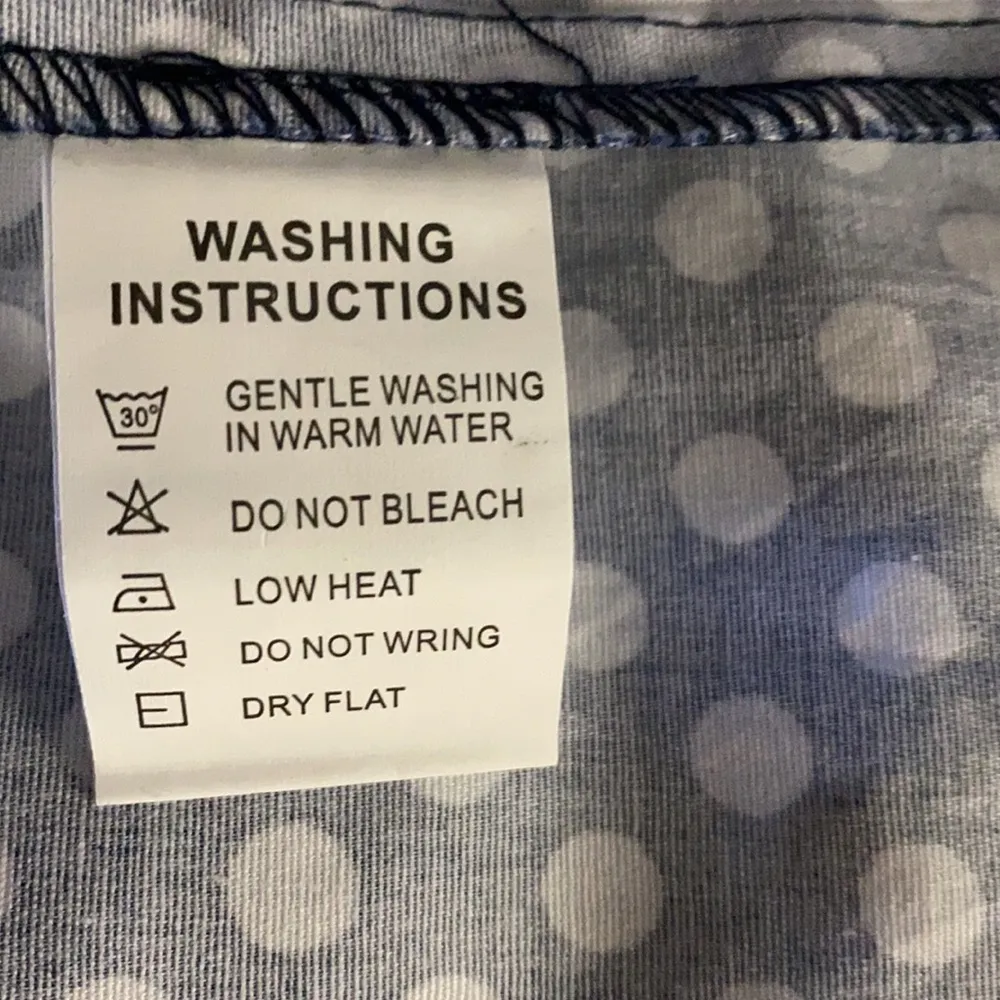 WASHING
INSTRUCTIONS
30°
GENTLE WASHING
IN WARM WATER
DO NOT BLEACH
LOW HEAT
DO NOT WRING
DRY FLAT